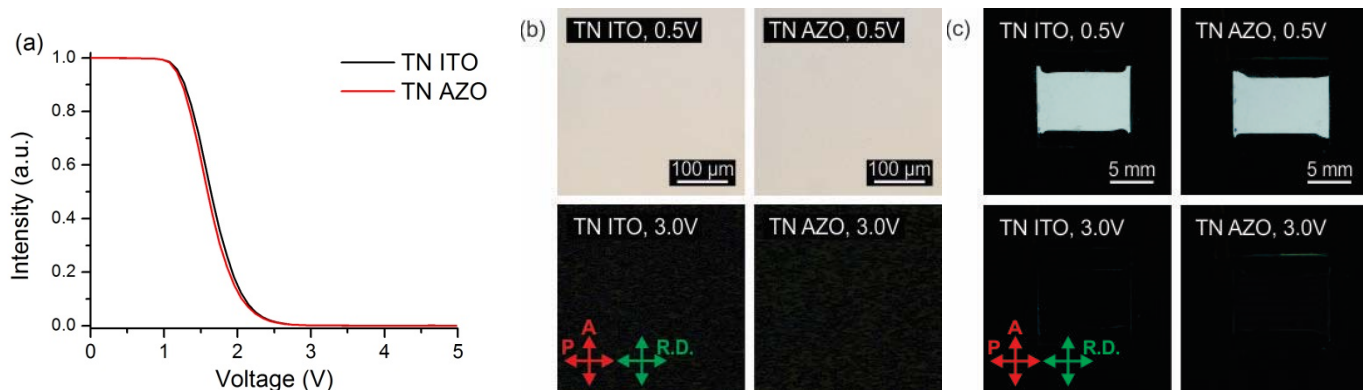 (a)
1.0
0.8
0.6
0.4
0.2
0.0
Intensity (a.u.)
0 1 2 3 4 5
Voltage (V)
TN ITO
TN AZO
(b)
TN ITO, 0.5V
100 µm
TN AZO, 0.5V
100 µm
TN ITO, 3.0V
A
P
R.D.
TN AZO, 3.0V
(c)
TN ITO, 0.5V
5 mm
TN AZO, 0.5V
5 mm
TN ITO, 3.0V
A
P
R.D.
TN AZO, 3.0V